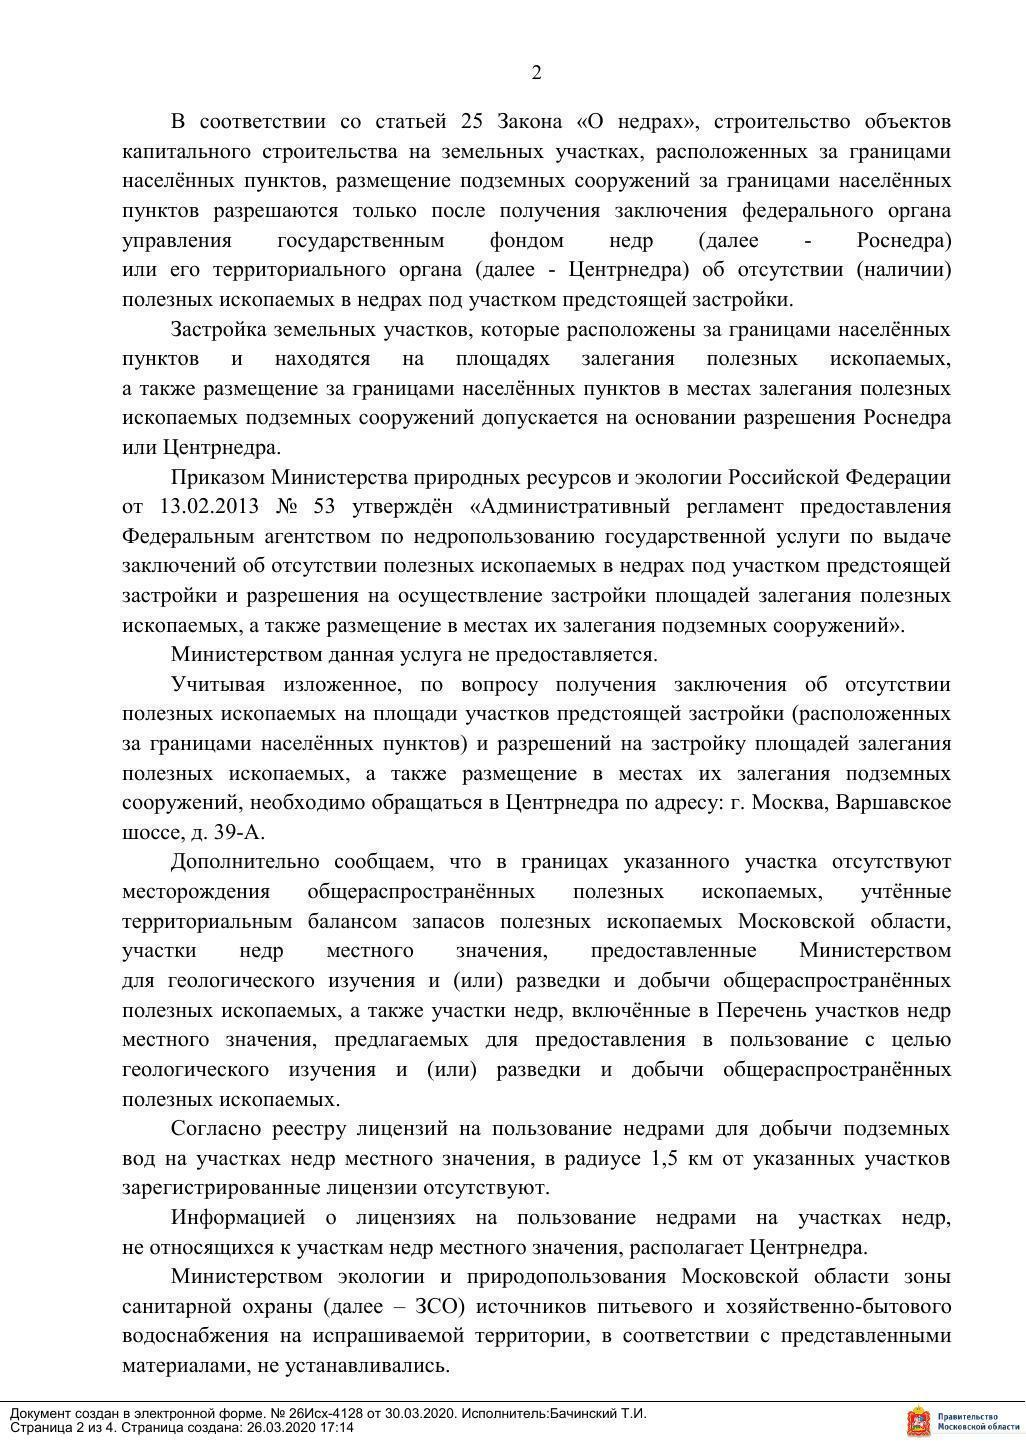 2
В соответствии со статьей 25 Закона «О недрах», строительство объектов
капитального строительства на земельных участках, расположенных за границами
населённых пунктов, размещение подземных сооружений за границами населённых
пунктов разрешаются только после получения заключения федерального органа
управления государственным фондом недр (далее - Роснедра)
или его территориального органа (далее - Центрнедра) об отсутствии (наличии)
полезных ископаемых в недрах под участком предстоящей застройки.
Застройка земельных участков, которые расположены за границами населённых
пунктов и находятся на площадях залегания полезных ископаемых,
а также размещение за границами населённых пунктов в местах залегания полезных
ископаемых подземных сооружений допускается на основании разрешения Роснедра
или Центрнедра.
Приказом Министерства природных ресурсов и экологии Российской Федерации
от 13.02.2013 № 53 утверждён «Административный регламент предоставления
Федеральным агентством по недропользованию государственной услуги по выдаче
заключений об отсутствии полезных ископаемых в недрах под участком предстоящей
застройки и разрешения на осуществление застройки площадей залегания полезных
ископаемых, а также размещение в местах их залегания подземных сооружений».
Министерством данная услуга не предоставляется.
Учитывая изложенное, по вопросу получения заключения об отсутствии
полезных ископаемых на площади участков предстоящей застройки (расположенных
за границами населённых пунктов) и разрешений на застройку площадей залегания
полезных ископаемых, а также размещение в местах их залегания подземных
сооружений, необходимо обращаться в Центрнедра по адресу: г. Москва, Варшавское
шоссе, д. 39-А.
Дополнительно сообщаем, что в границах указанного участка отсутствуют
месторождения общераспространённых полезных ископаемых, учтённые
территориальным балансом запасов полезных ископаемых Московской области,
участки недр местного значения, предоставленные Министерством
для геологического изучения и (или) разведки и добычи общераспространённых
полезных ископаемых, а также участки недр, включённые в Перечень участков недр
местного значения, предлагаемых для предоставления в пользование с целью
геологического изучения и (или) разведки и добычи общераспространённых
полезных ископаемых.
Согласно реестру лицензий на пользование недрами для добычи подземных
вод на участках недр местного значения, в радиусе 1,5 км от указанных участков
зарегистрированные лицензии отсутствуют.
Информацией о лицензиях на пользование недрами на участках недр,
не относящихся к участкам недр местного значения, располагает Центрнедра.
Министерством экологии и природопользования Московской области зоны
санитарной охраны (далее – ЗСО) источников питьевого и хозяйственно-бытового
водоснабжения на испрашиваемой территории, в соответствии с представленными
материалами, не устанавливались.
Документ создан в электронной форме. № 26Исх-4128 от 30.03.2020. Исполнитель:Бачинский Т.И.
Страница 2 из 4. Страница создана: 26.03.2020 17:14
Правительство
Московской области